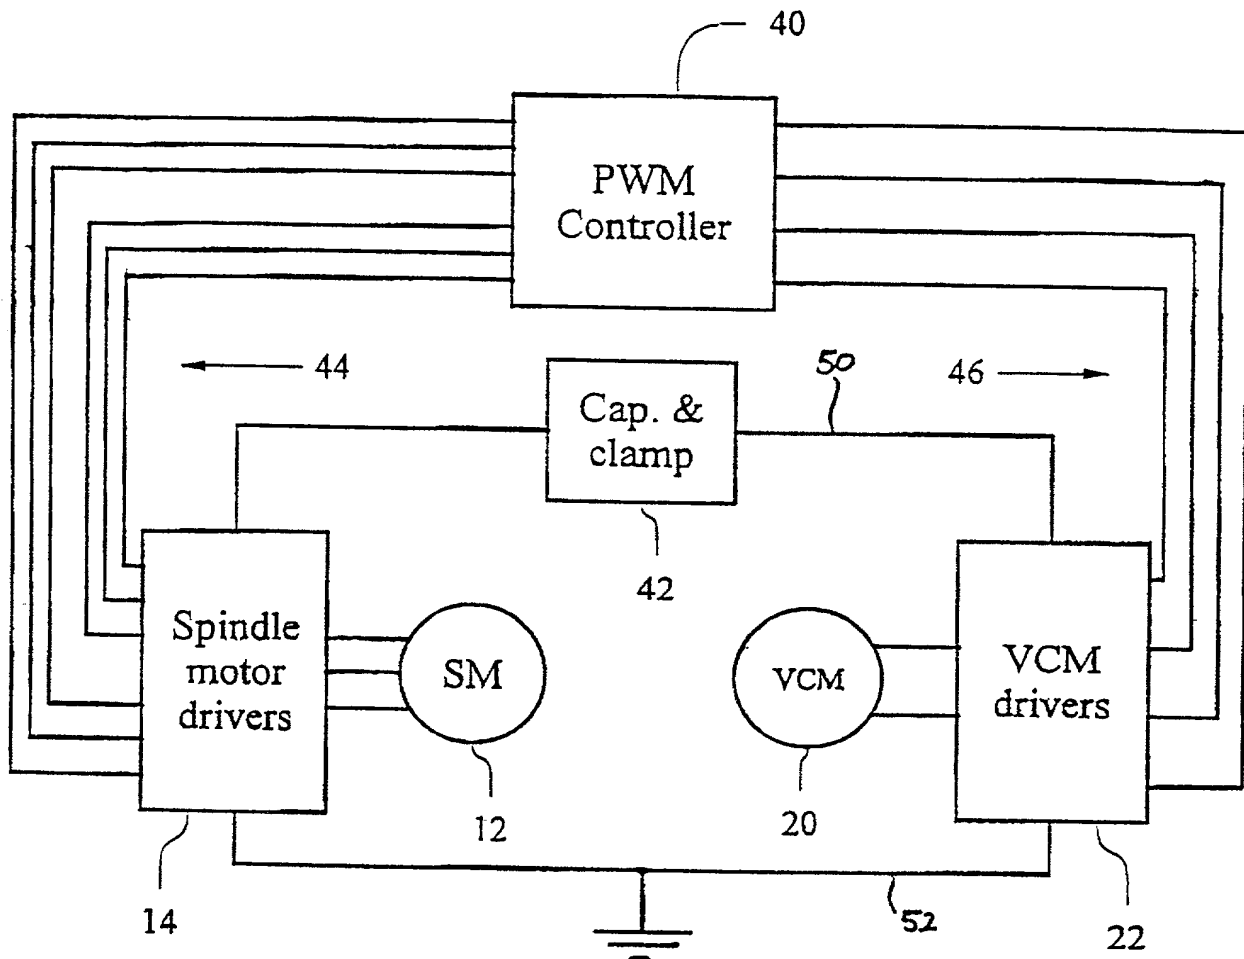 40
PWM
Controller
44
50
46
Cap. &
clamp
42
Spindle
motor
drivers
SM
VCM
VCM
drivers
12
20
14
52
22